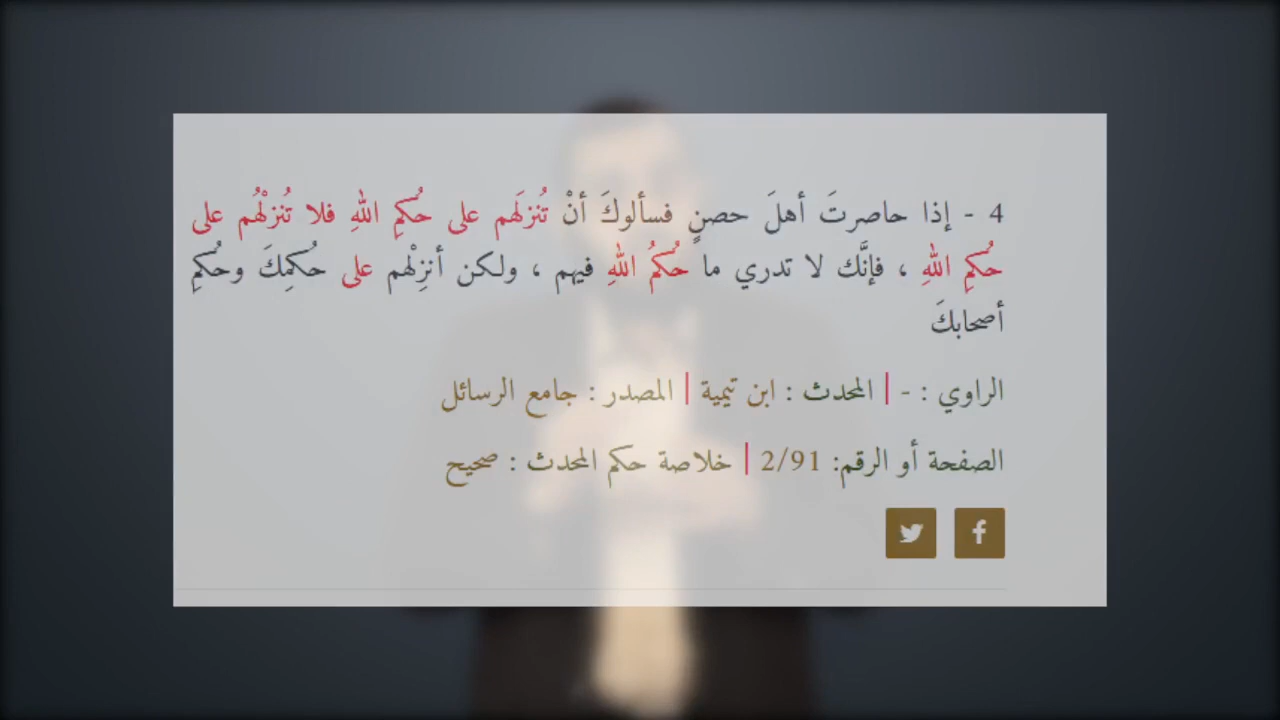 4 - إذا حاصرتَ أهلَ حصنٍ فسألوكَ أنْ تُنزلَهم على حُكمِ اللهِ فلا تُنزلْهُم على
حُكمِ اللهِ ، فإنَّك لا تدري ما حُكمُ اللهِ فيهم ، ولكن أنزِلْهم على حُكمِكَ وحُكمِ
أصحابكَ
الراوي : - | المحدث : ابن تيمية | المصدر : جامع الرسائل
الصفحة أو الرقم: 2/91 | خلاصة حكم المحدث : صحيح